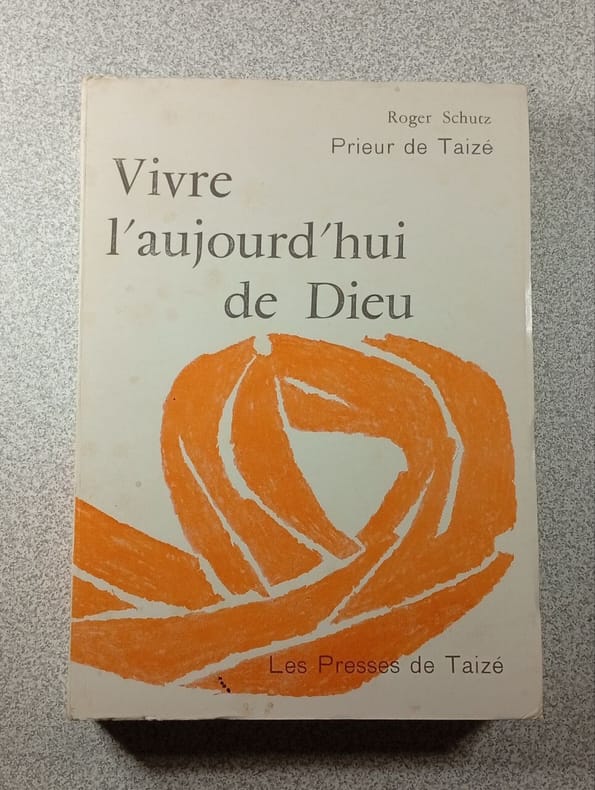 Roger Schutz
Prieur de Taizé
Vivre
l'aujourd'hui
de Dieu
Les Presses de Taizé